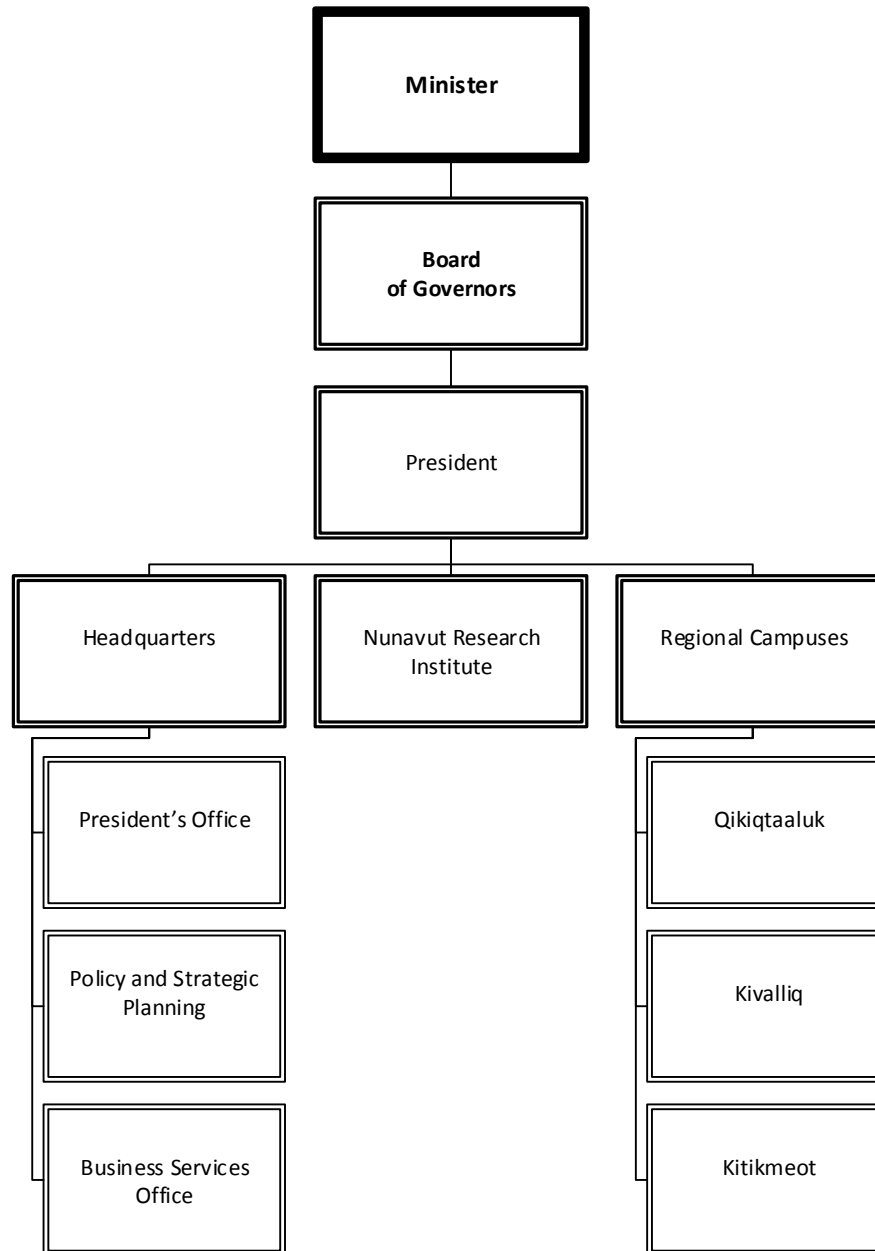 Minister
Board
of Governors
President
Headquarters
Nunavut Research
Institute
Regional Campuses
President’s Office
Qikiqtaaluk
Policy and Strategic
Planning
Kivalliq
Business Services
Office
Kitikmeot